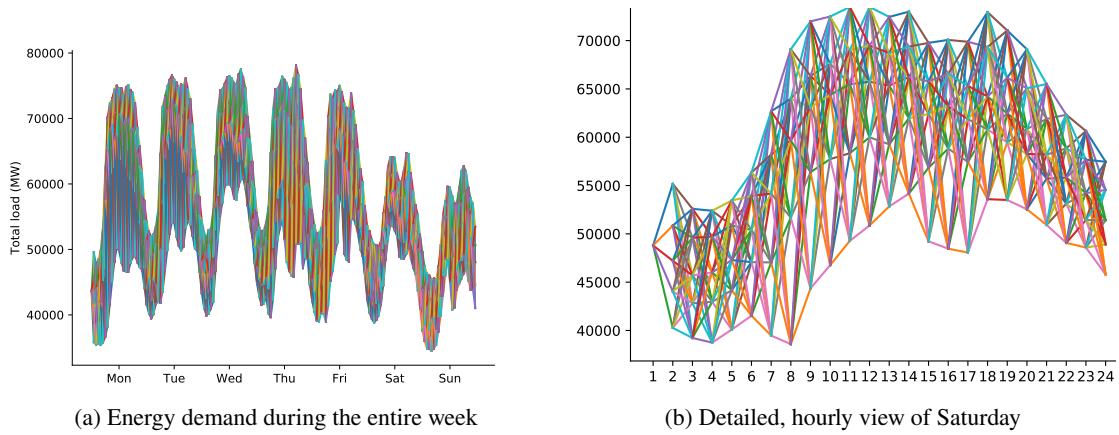 80000
70000
60000
50000
40000
Total load (MW)
Mon Tue Wed Thu Fri Sat Sun
(a) Energy demand during the entire week
70000
65000
60000
55000
50000
45000
40000
1 2 3 4 5 6 7 8 9 10 11 12 13 14 15 16 17 18 19 20 21 22 23 24
(b) Detailed, hourly view of Saturday